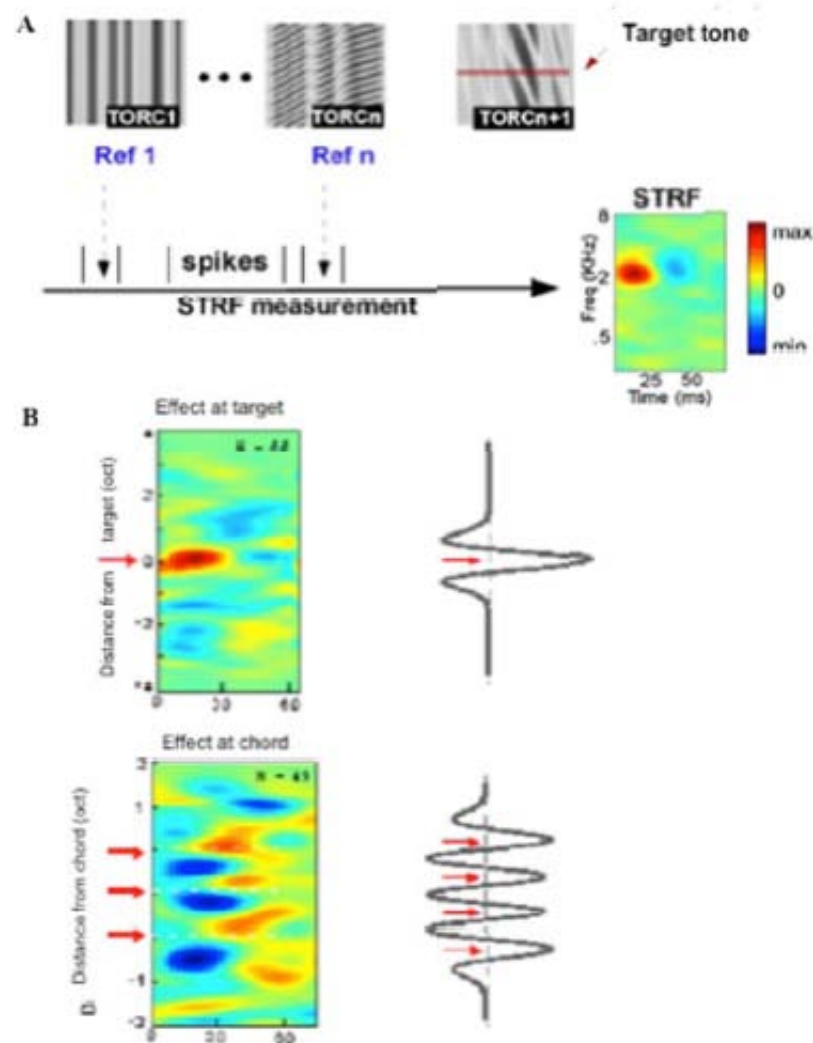 A
TORC1
TORCn
TORCn+1
Target tone
Ref 1
Ref n
spikes
STRF measurement
STRF
8
2
.5
Freq (KHz)
25 50
Time (ms)
max
0
min
B
Effect at target
Distance from target (oct)
2
0
-2
0 30 60
Effect at chord
Distance from chord (oct)
2
1
-1
0 20